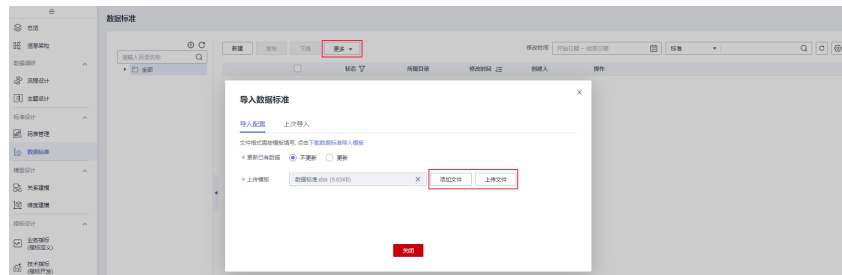 数据标准
总览
信息架构
数据调研
流程设计
主题设计
标准设计
码表管理
数据标准
模型设计
关系建模
维度建模
指标设计
业务指标
(指标定义)
技术指标
(指标开发)
请输入目录名称
全部
新建 发布 下线 更多
修改时间 开始日期 – 结束日期 标准
状态 所属目录 修改时间 创建人 操作
导入数据标准
导入配置 上次导入
文件格式需按模板填写, 点击下载数据标准导入模板
* 更新已有数据 不更新 更新
* 上传模板 数据标准.xlsx (9.65KB) × 添加文件 上传文件
关闭